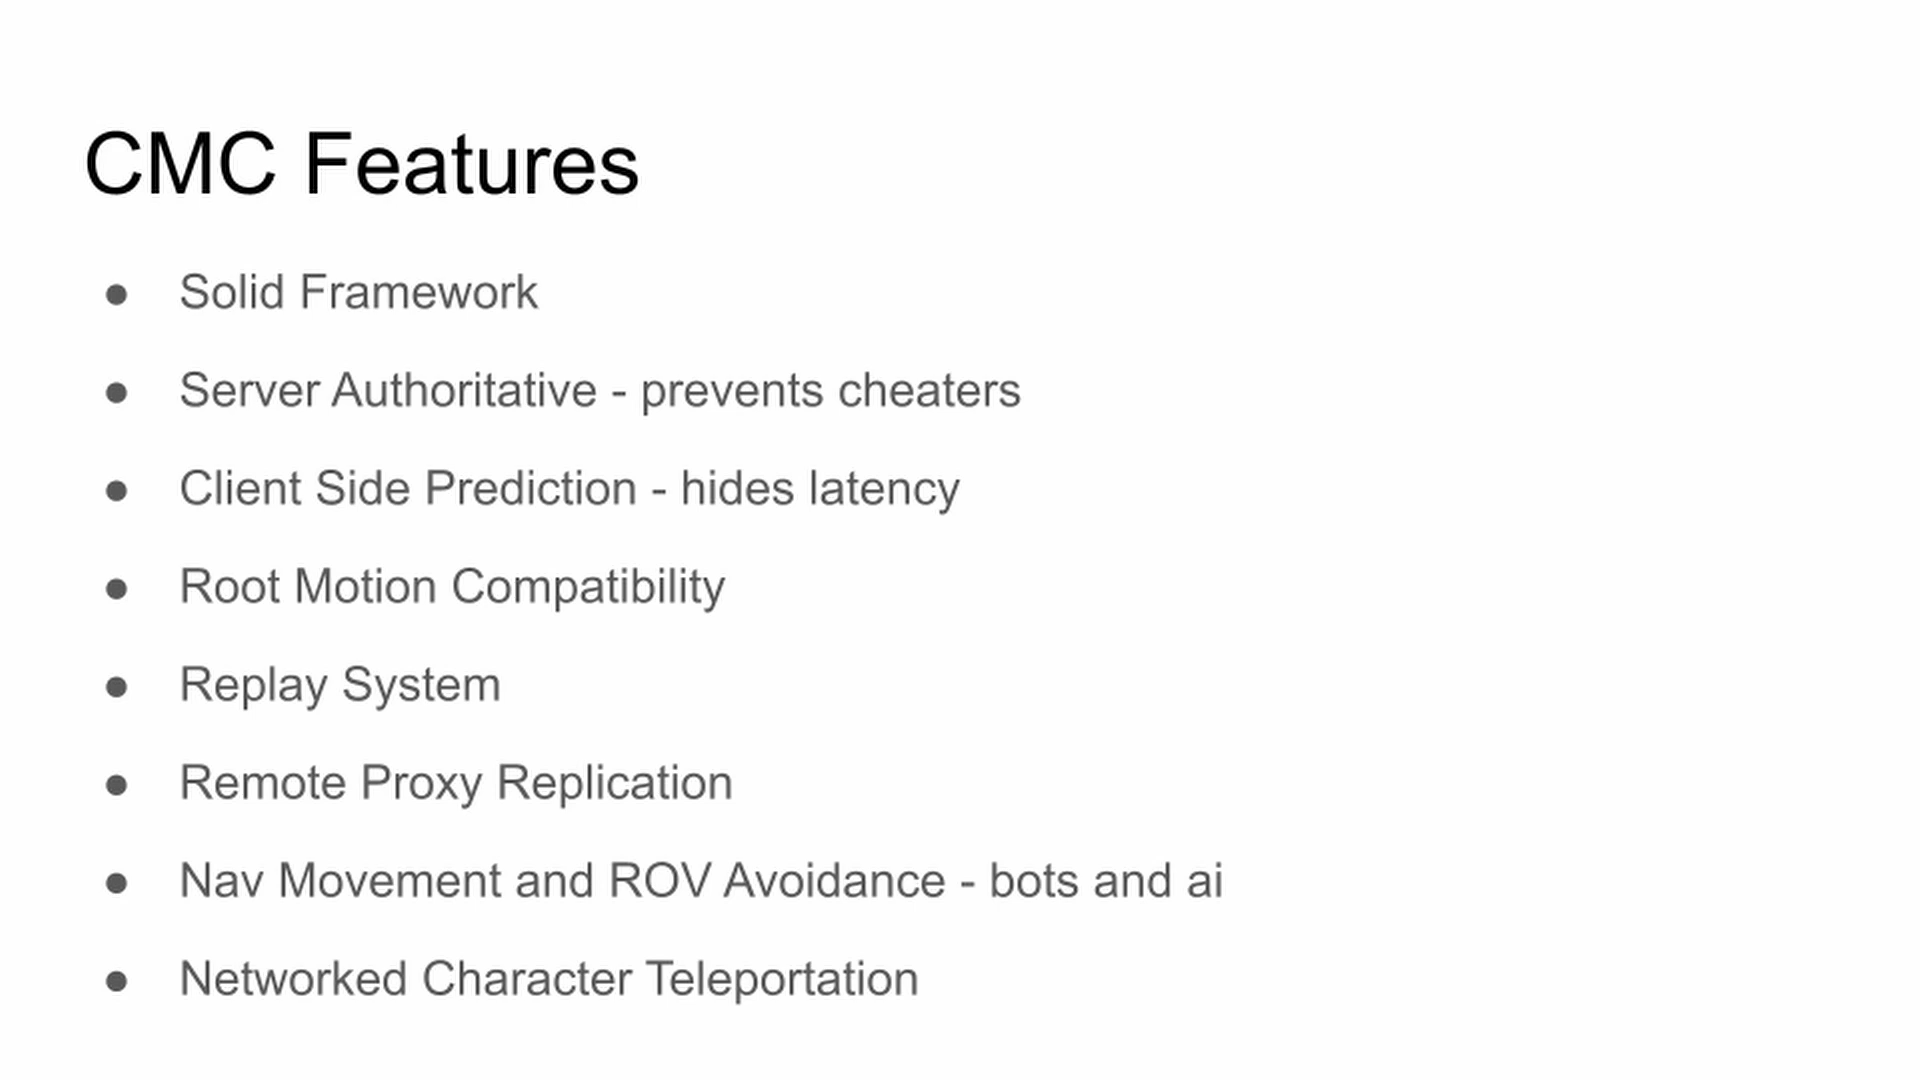 CMC Features
● Solid Framework
● Server Authoritative - prevents cheaters
● Client Side Prediction - hides latency
● Root Motion Compatibility
● Replay System
● Remote Proxy Replication
● Nav Movement and ROV Avoidance - bots and ai
● Networked Character Teleportation